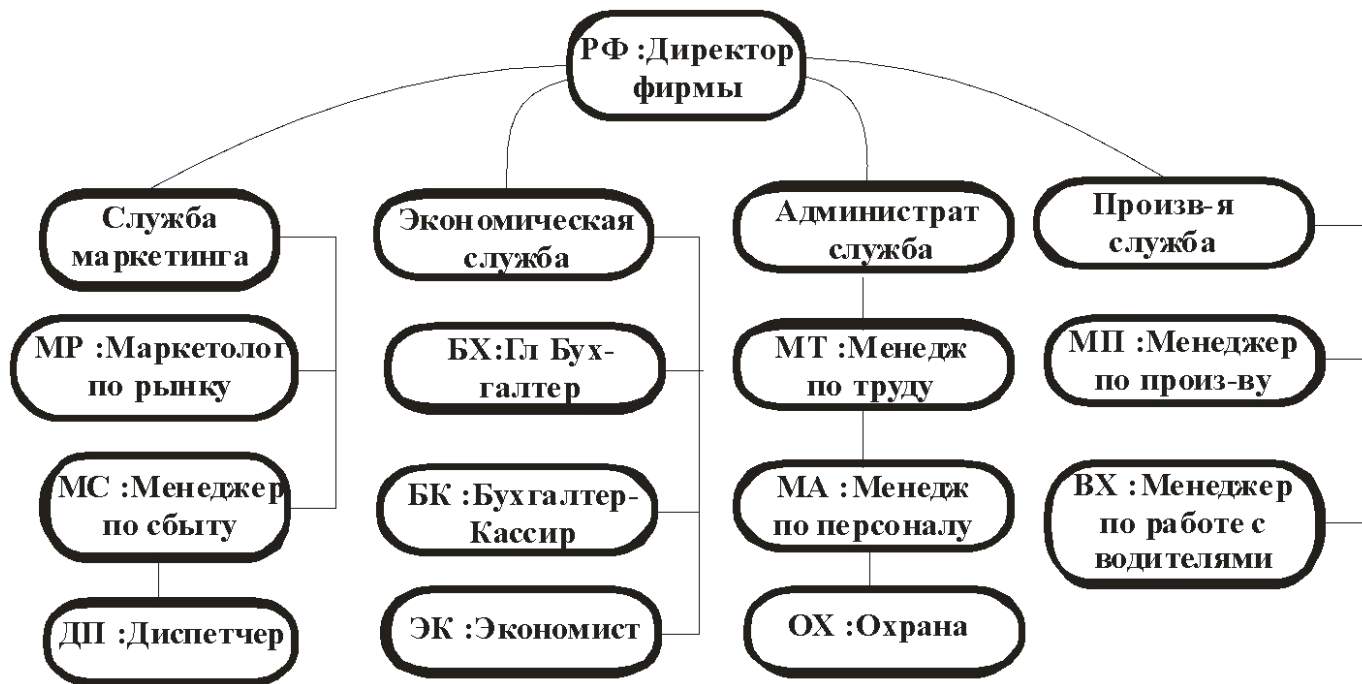 РФ :Директор
фирмы
Служба
маркетинга
Экономическая
служба
Администрат
служба
Произв-я
служба
МР :Маркетолог
по рынку
БХ:Гл Бух-
галтер
МТ :Менедж
по труду
МП :Менеджер
по произ-ву
МС :Менеджер
по сбыту
БК :Бухгалтер-
Кассир
МА :Менедж
по персоналу
ВХ :Менеджер
по работе с
водителями
ДП :Диспетчер
ЭК :Экономист
ОХ :Охрана